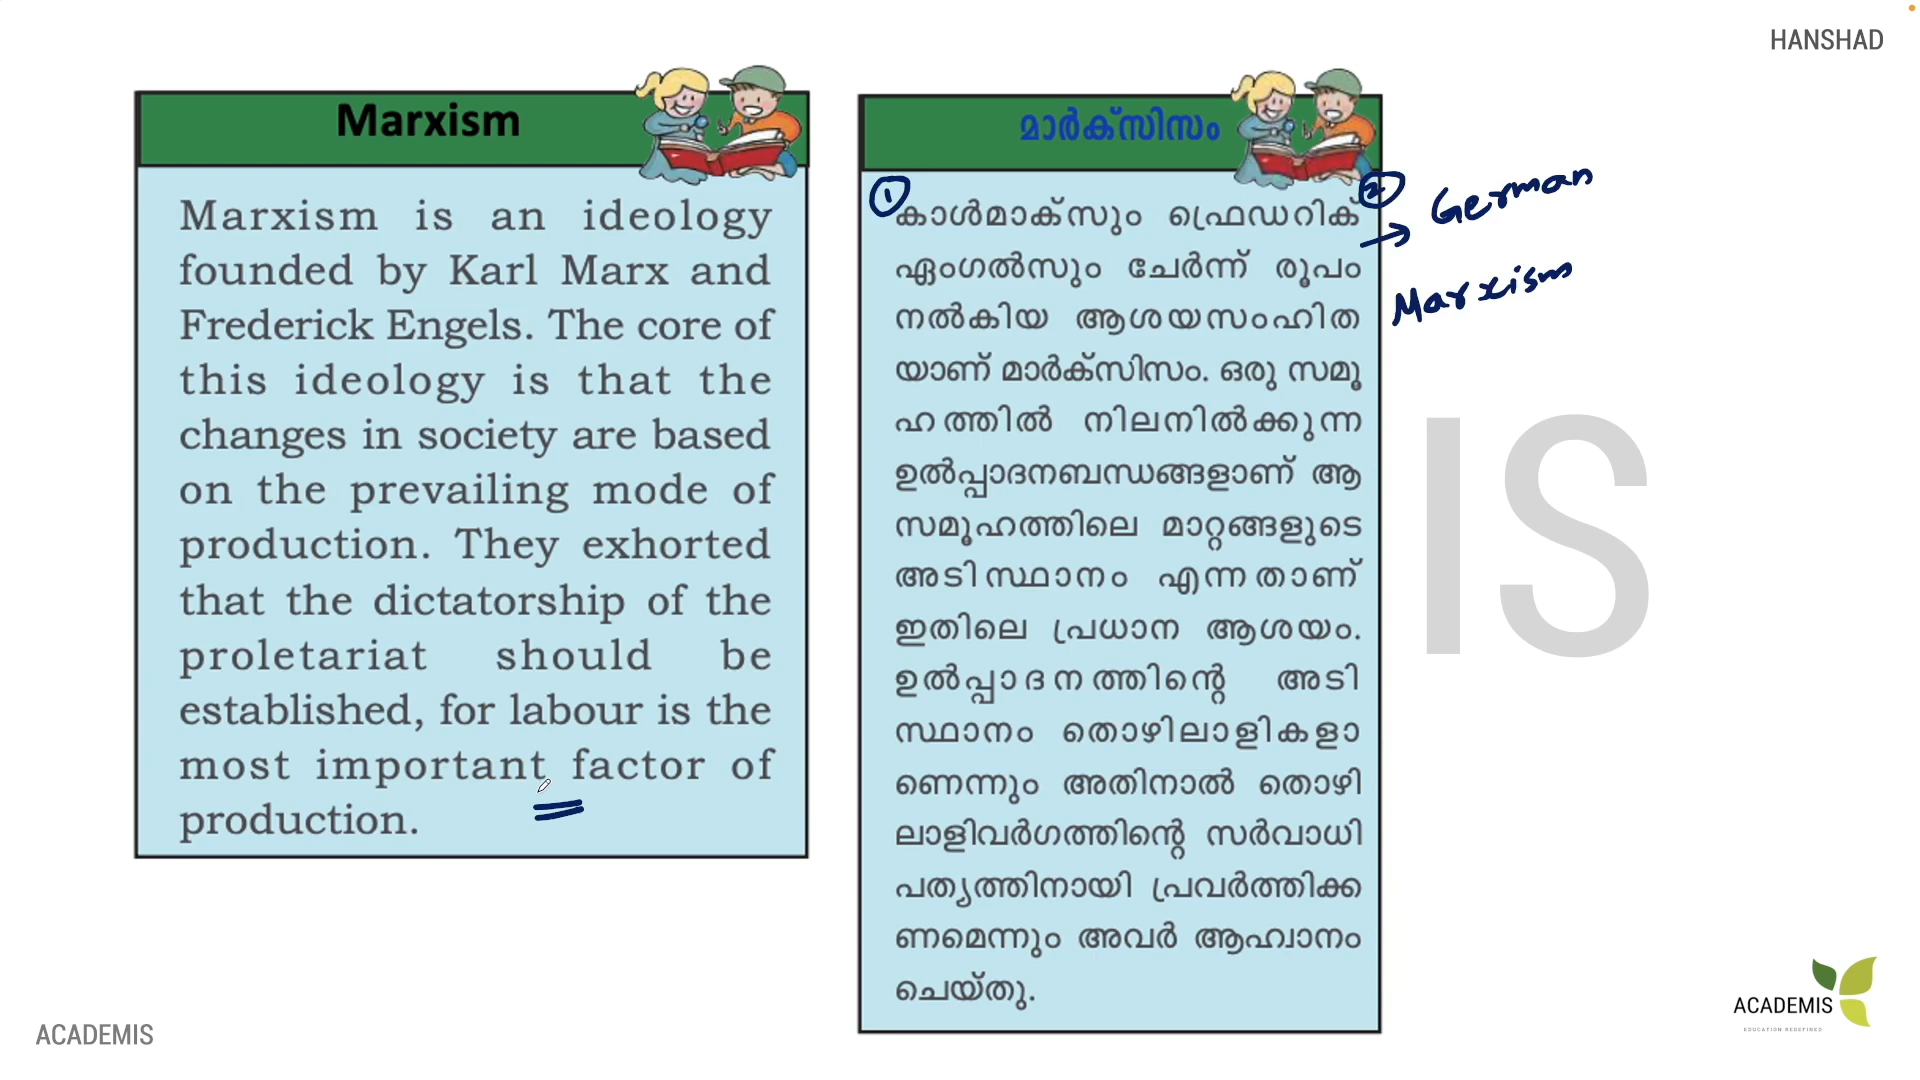 HANSHAD
Marxism
Marxism is an ideology
founded by Karl Marx and
Frederick Engels. The core of
this ideology is that the
changes in society are based
on the prevailing mode of
production. They exhorted
that the dictatorship of the
proletariat should be
established, for labour is the
most important factor of
production.
മാർക്സിസം
1
2
കാൾമാക്സും ഫ്രെഡറിക്
ഏംഗൽസും ചേർന്ന് രൂപം
നൽകിയ ആശയസംഹിത
യാണ് മാർക്സിസം. ഒരു സമൂ
ഹത്തിൽ നിലനിൽക്കുന്ന
ഉൽപ്പാദനബന്ധങ്ങളാണ് ആ
സമൂഹത്തിലെ മാറ്റങ്ങളുടെ
അടിസ്ഥാനം എന്നതാണ്
ഇതിലെ പ്രധാന ആശയം.
ഉൽപ്പാദനത്തിന്റെ അടി
സ്ഥാനം തൊഴിലാളികളാ
ണെന്നും അതിനാൽ തൊഴി
ലാളിവർഗത്തിന്റെ സർവാധി
പത്യത്തിനായി പ്രവർത്തിക്ക
ണമെന്നും അവർ ആഹ്വാനം
ചെയ്തു.
→ German
Marxism
IS
ACADEMIS
ACADEMIS
EDUCATION REDEFINED